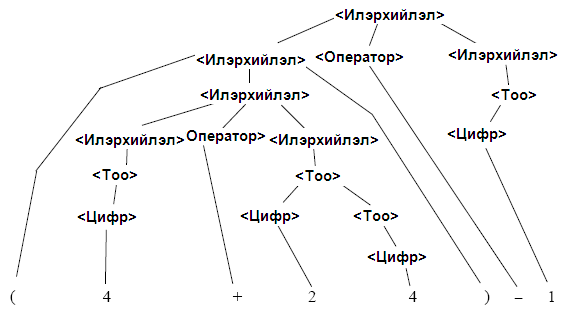 <Илэрхийлэл>
<Илэрхийлэл> <Оператор> <Илэрхийлэл>
<Илэрхийлэл> <Тоо>
<Илэрхийлэл> Оператор> <Илэрхийлэл> <Цифр>
<Тоо> <Тоо>
<Цифр> <Цифр> <Тоо>
<Цифр>
( 4 + 2 4 ) – 1